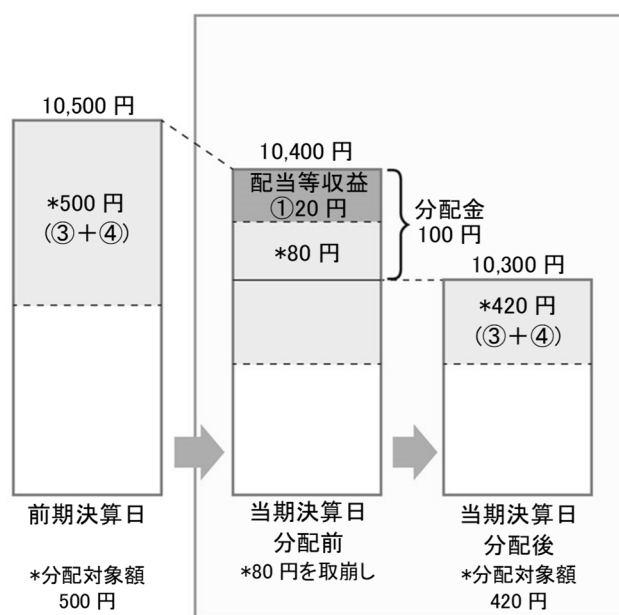 10,500 円
*500 円
(③+④)
前期決算日
*分配対象額
500 円
10,400 円
配当等収益
①20 円
*80 円
分配金
100 円
当期決算日
分配前
*80 円を取崩し
10,300 円
*420 円
(③+④)
当期決算日
分配後
*分配対象額
420 円